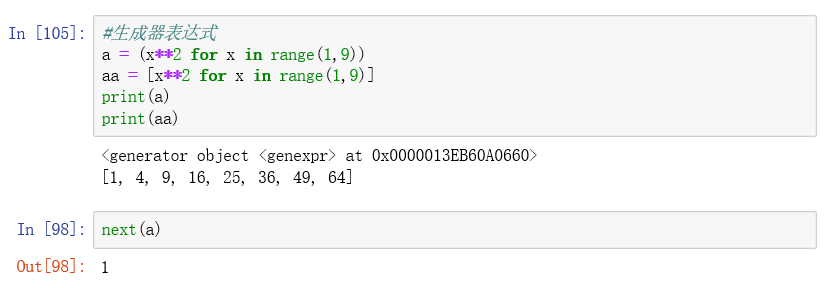 In [105]: #生成器表达式
a = (x**2 for x in range(1,9))
aa = [x**2 for x in range(1,9)]
print(a)
print(aa)
<generator object <genexpr> at 0x0000013EB60A0660>
[1, 4, 9, 16, 25, 36, 49, 64]
In [98]: next(a)
Out[98]: 1